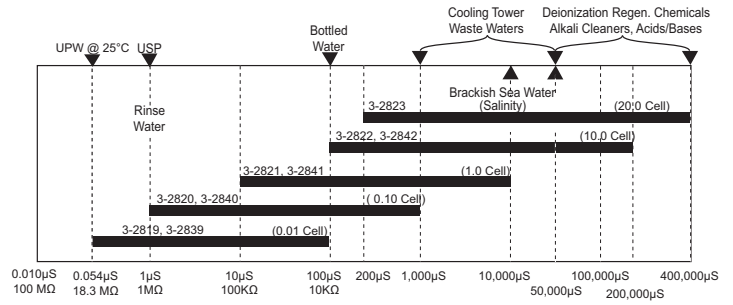 Bottled
Water
Cooling Tower
Waste Waters
Deionization Regen. Chemicals
Alkali Cleaners, Acids/Bases
UPW @ 25°C
USP
Rinse
Water
Brackish Sea Water
(Salinity)
3-2823 (20.0 Cell)
3-2822, 3-2842 (10.0 Cell)
3-2821, 3-2841 (1.0 Cell)
3-2820, 3-2840 ( 0.10 Cell)
3-2819, 3-2839 (0.01 Cell)
0.010µS
100 MΩ
0.054µS
18.3 MΩ
1µS
1MΩ
10µS
100KΩ
100µS
10KΩ
200µS
1,000µS
10,000µS
50,000µS
100,000µS
200,000µS
400,000µS